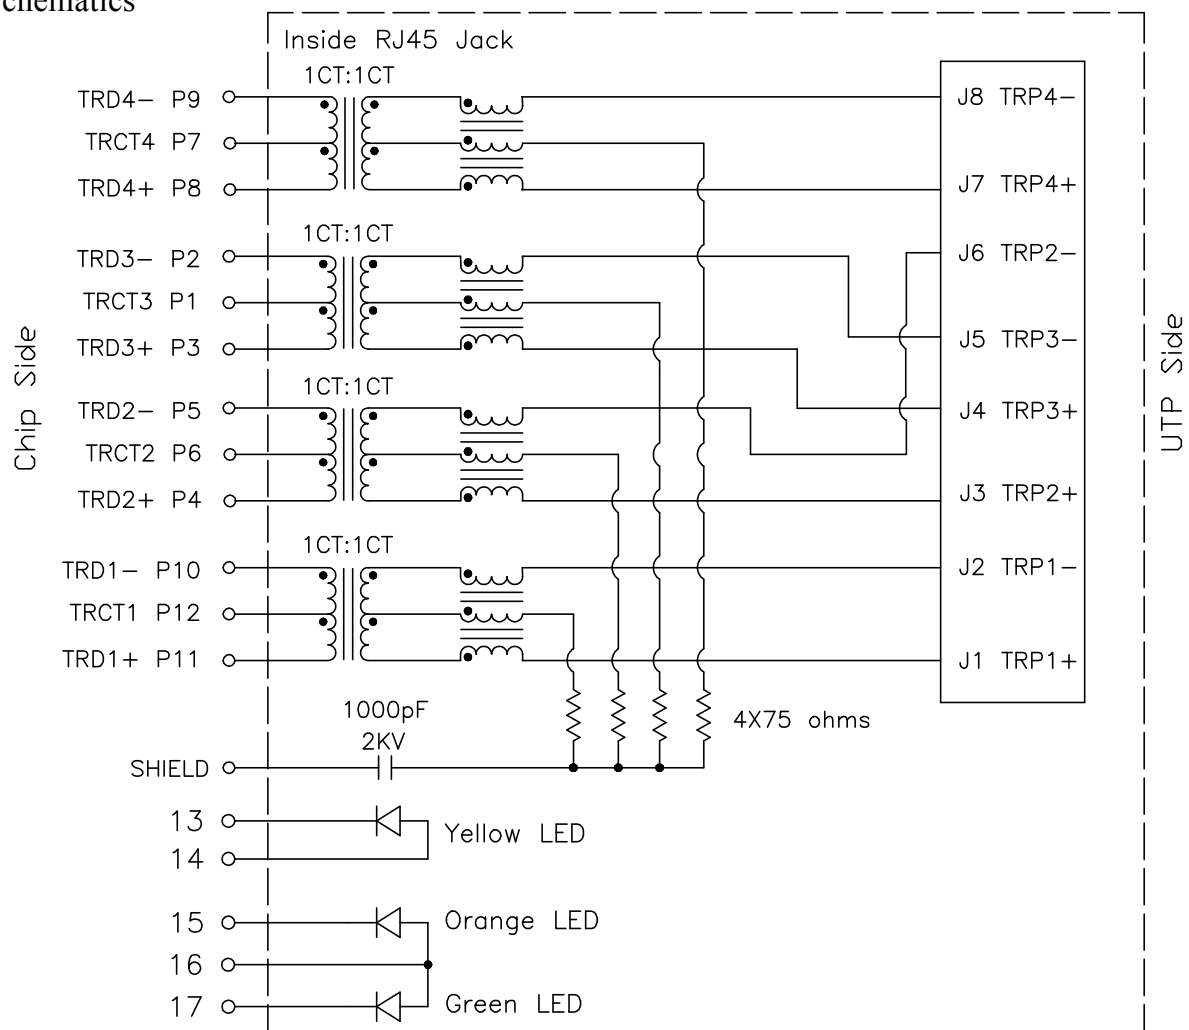 chematics
Inside RJ45 Jack
1CT:1CT
TRD4- P9
TRCT4 P7
TRD4+ P8
J8 TRP4-
J7 TRP4+
1CT:1CT
TRD3- P2
TRCT3 P1
TRD3+ P3
J6 TRP2-
J5 TRP3-
1CT:1CT
TRD2- P5
TRCT2 P6
TRD2+ P4
J4 TRP3+
J3 TRP2+
1CT:1CT
TRD1- P10
TRCT1 P12
TRD1+ P11
J2 TRP1-
J1 TRP1+
Chip Side
UTP Side
1000pF
2KV
4X75 ohms
SHIELD
13
14
Yellow LED
15
16
17
Orange LED
Green LED